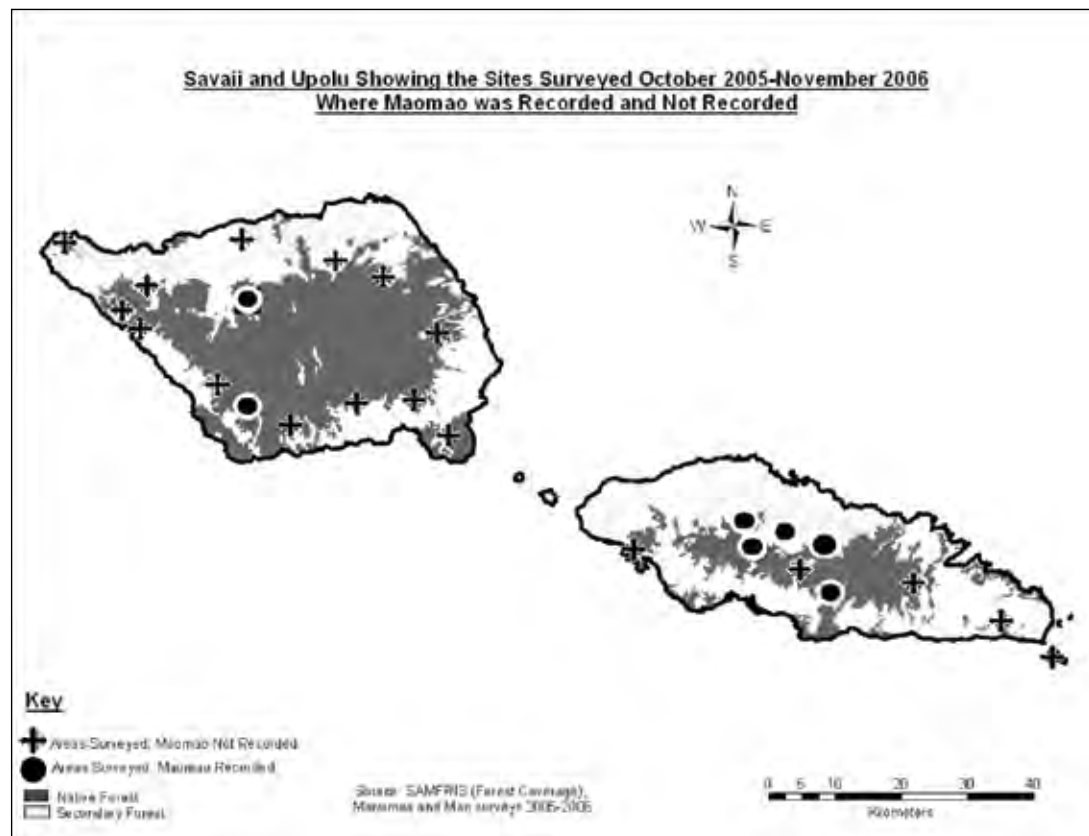 Savaii and Upolu Showing the Sites Surveyed October 2005-November 2006
Where Maomao was Recorded and Not Recorded
N
W
E
S
Key
Areas Surveyed, Maomao Not Recorded
Areas Surveyed, Maomao Recorded
Native Forest
Secondary Forest
Source: SAMFRIS (Forest Coverage),
Maomao and Mao surveys 2005-2006
0 5 10 20 30 40
Kilometers